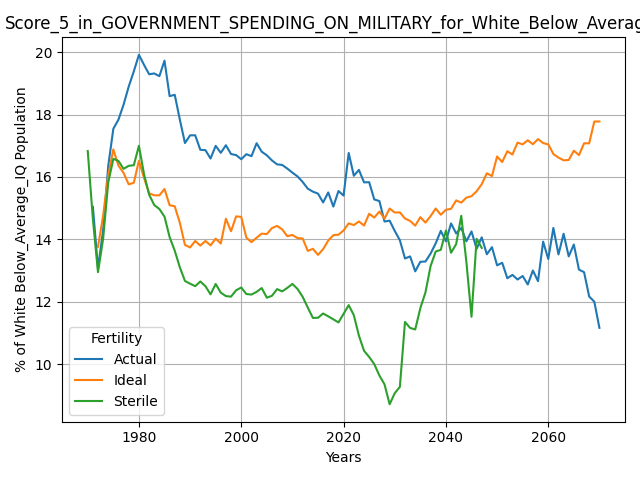 Score_5_in_GOVERNMENT_SPENDING_ON_MILITARY_for_White_Below_Averag
% of White Below_Average_IQ Population
20
18
16
14
12
10
Fertility
Actual
Ideal
Sterile
1980 2000 2020 2040 2060
Years